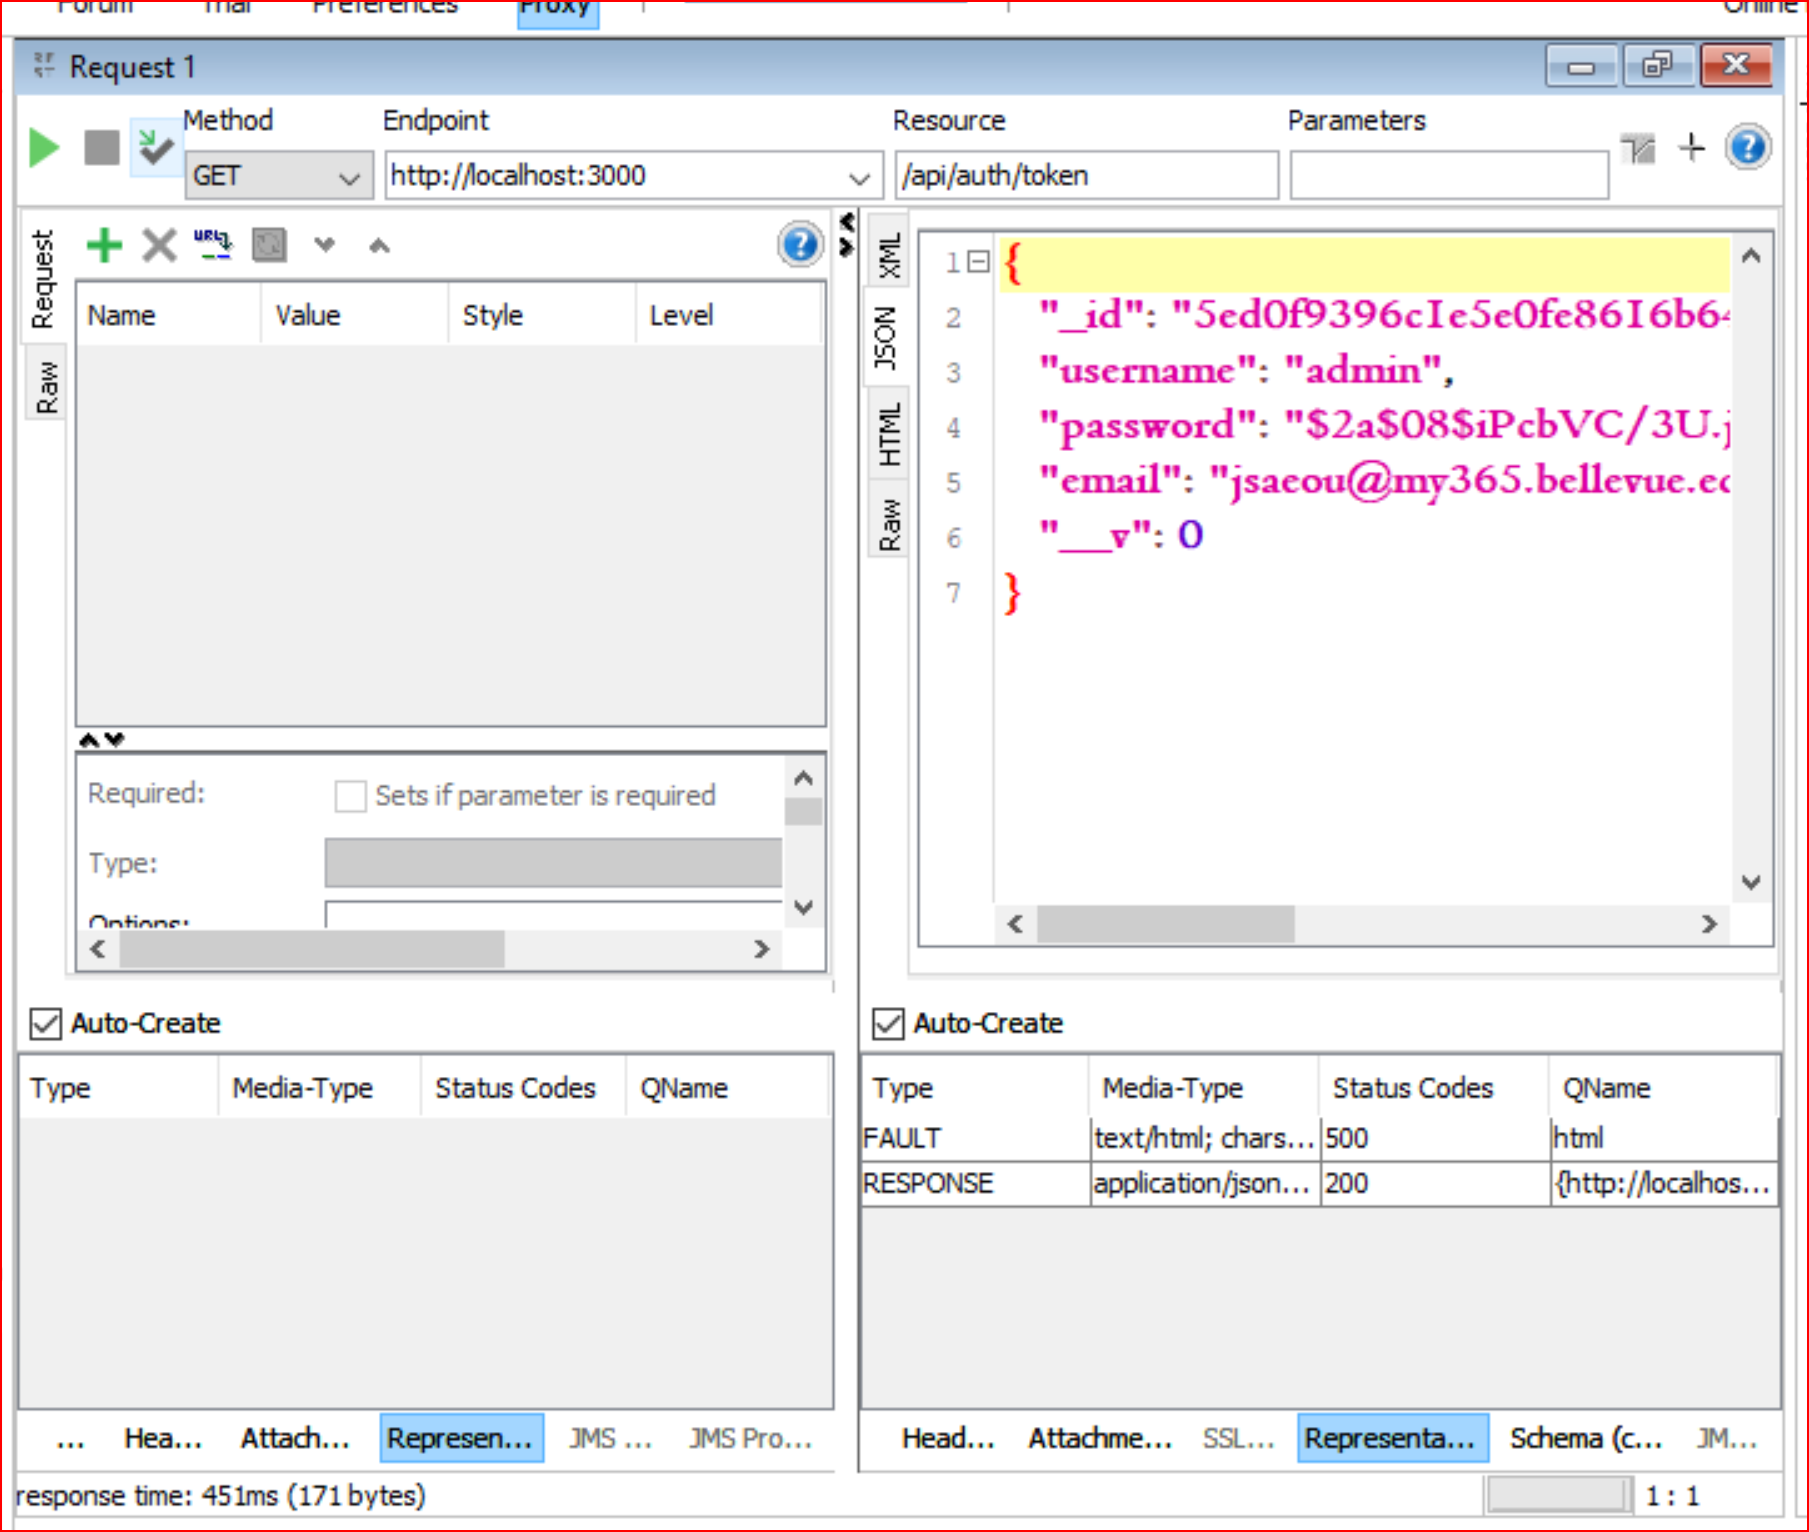 Forum Trial Preferences Proxy Online
Request 1
Method Endpoint Resource Parameters
GET http://localhost:3000 /api/auth/token
Request
Raw
Name Value Style Level
Required: Sets if parameter is required
Type:
Options:
Auto-Create
Type Media-Type Status Codes QName
... Hea... Attach... Represen... JMS ... JMS Pro...
XML
JSON
HTML
Raw
1 {
2 "_id": "5ed0f9396c1e5e0fe8616b64
3 "username": "admin",
4 "password": "$2a$08$iPcbVC/3U.j
5 "email": "jsaeou@my365.bellevue.ed
6 "__v": 0
7 }
Auto-Create
Type Media-Type Status Codes QName
FAULT text/html; chars... 500 html
RESPONSE application/json... 200 {http://localhos...
Head... Attachme... SSL... Representa... Schema (c... JM...
response time: 451ms (171 bytes) 1 : 1